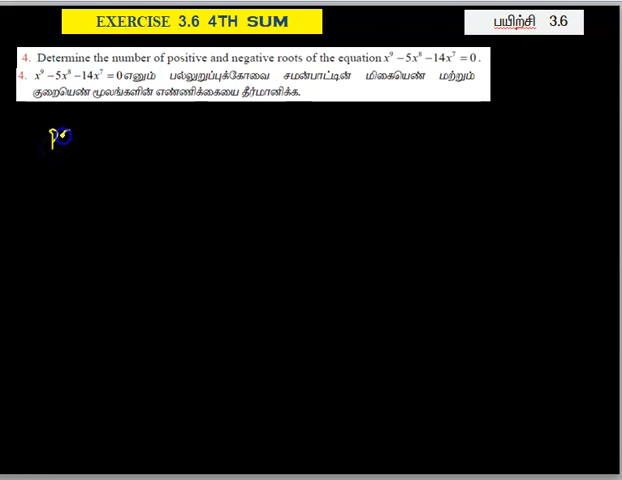 EXERCISE 3.6 4TH SUM
பயிற்சி 3.6
4. Determine the number of positive and negative roots of the equation x⁹ − 5x⁸ − 14x⁷ = 0.
4. x⁹ − 5x⁸ − 14x⁷ = 0 எனும் பல்லுறுப்புக்கோவை சமன்பாட்டின் மிகையெண் மற்றும்
குறையெண் மூலங்களின் எண்ணிக்கையை தீர்மானிக்க.